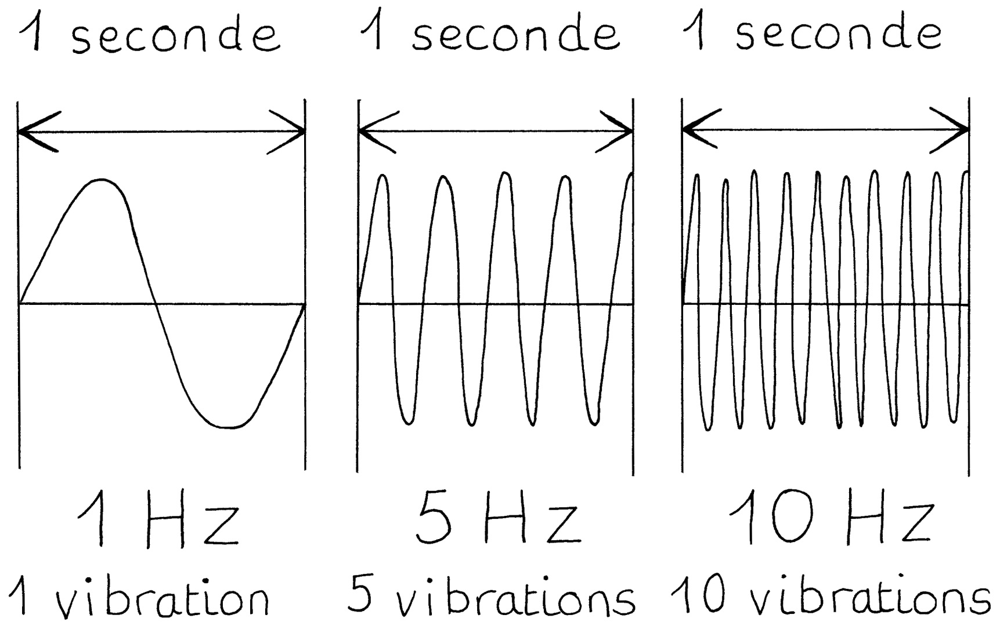 1 seconde
1 seconde
1 seconde
1 Hz
5 Hz
10 Hz
1 vibration
5 vibrations
10 vibrations